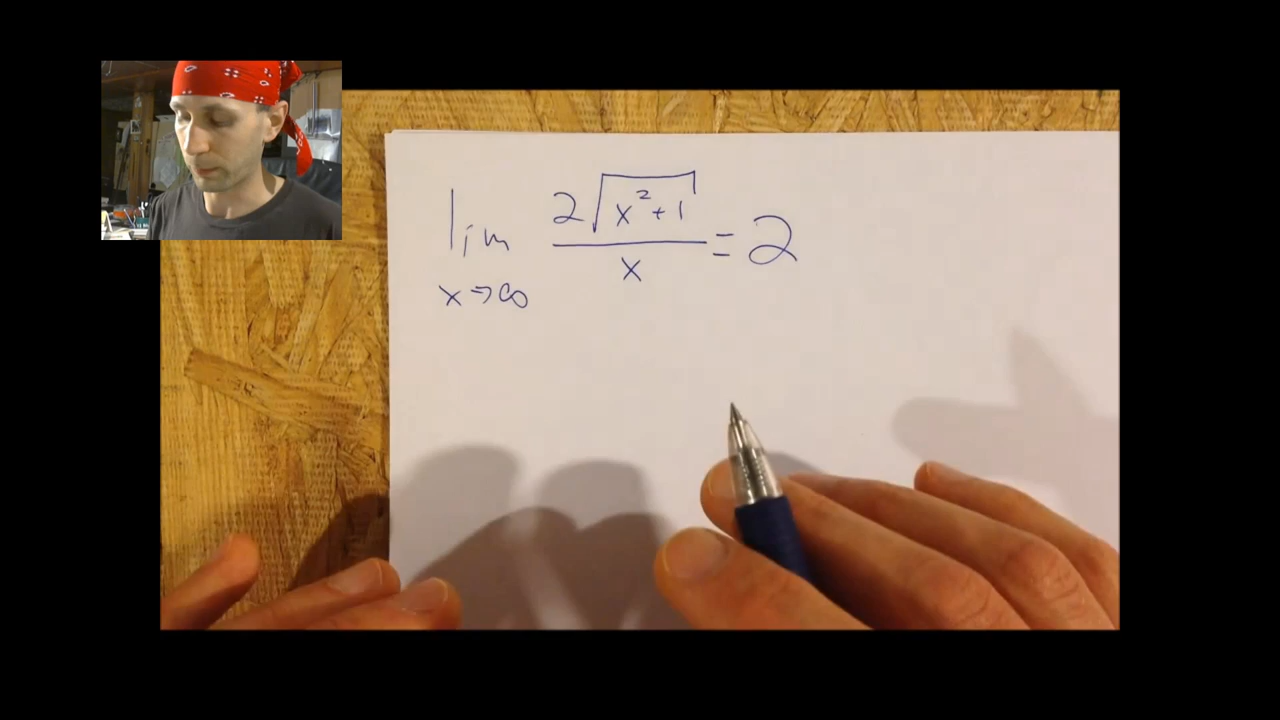 lim 2√(x²+1) / x = 2
x→∞